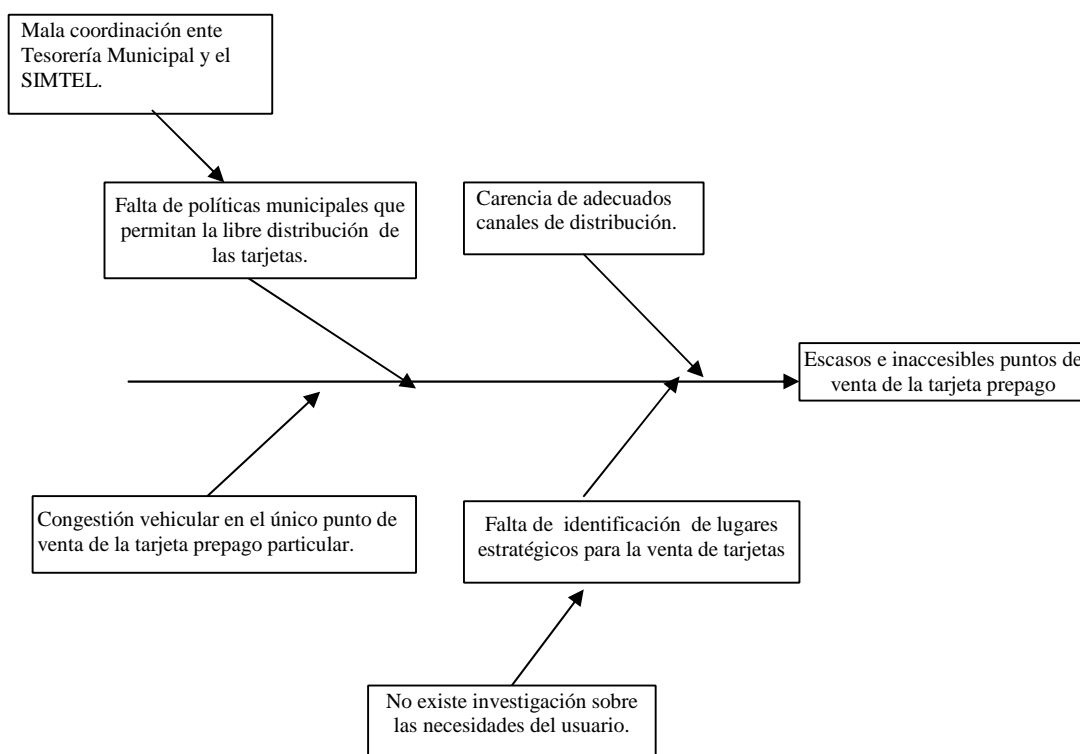 Mala coordinación ente
Tesorería Municipal y el
SIMTEL.
Falta de políticas municipales que
permitan la libre distribución de
las tarjetas.
Carencia de adecuados
canales de distribución.
Escasos e inaccesibles puntos de
venta de la tarjeta prepago
Congestión vehicular en el único punto de
venta de la tarjeta prepago particular.
Falta de identificación de lugares
estratégicos para la venta de tarjetas
No existe investigación sobre
las necesidades del usuario.